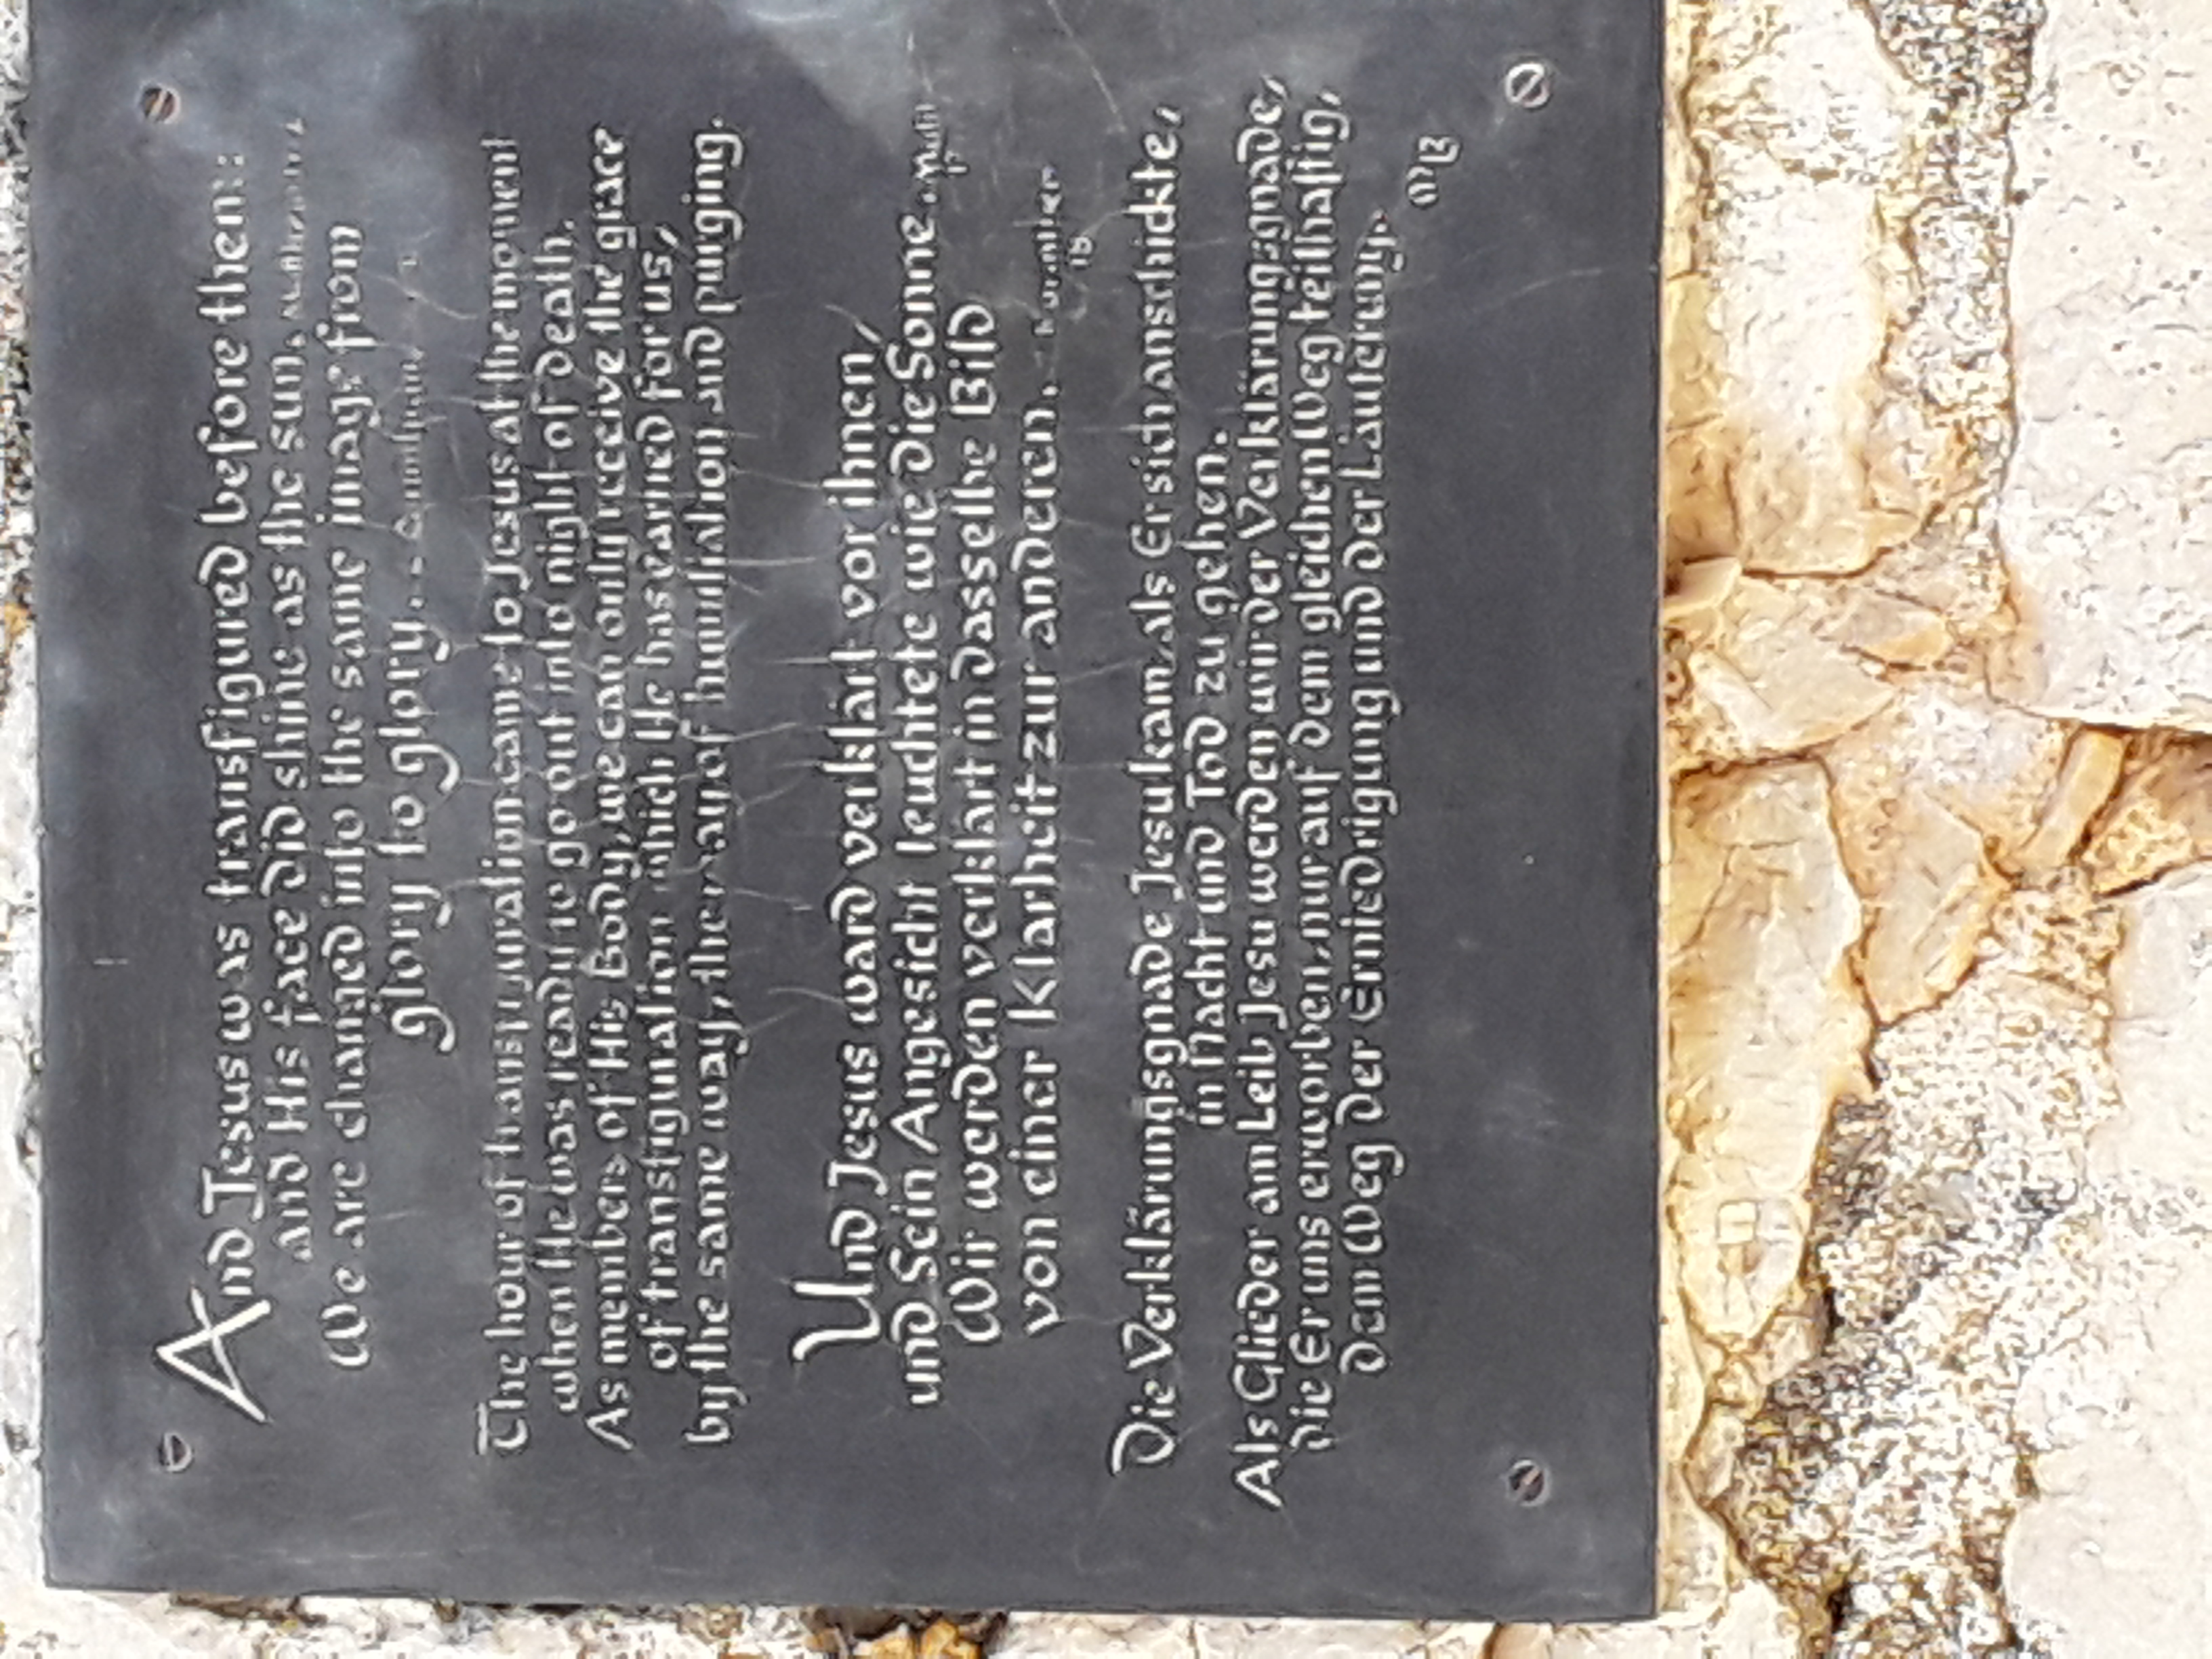 And Jesus was transfigured before them:
and His face did shine as the sun.
We are changed into the same image from
glory to glory. -
The hour of transfiguration came to Jesus at the moment
when He was ready to go out into night of death.
As members of His Body, we can only receive the grace
of transfiguration which He has earned for us,
by the same way, the way of humiliation and purging.
Und Jesus ward verklärt vor ihnen,
und Sein Angesicht leuchtete wie die Sonne.
Wir werden verklärt in dasselbe Bild
von einer Klarheit zur anderen.
Die Verklärungsgnade Jesu kam, als Er sich anschickte,
in Nacht und Tod zu gehen.
Als Glieder am Leib Jesu werden wir der Verklärungsgnade,
die Er uns erworben, nur auf dem gleichen Weg teilhaftig,
dem Weg der Erniedrigung und der Läuterung.